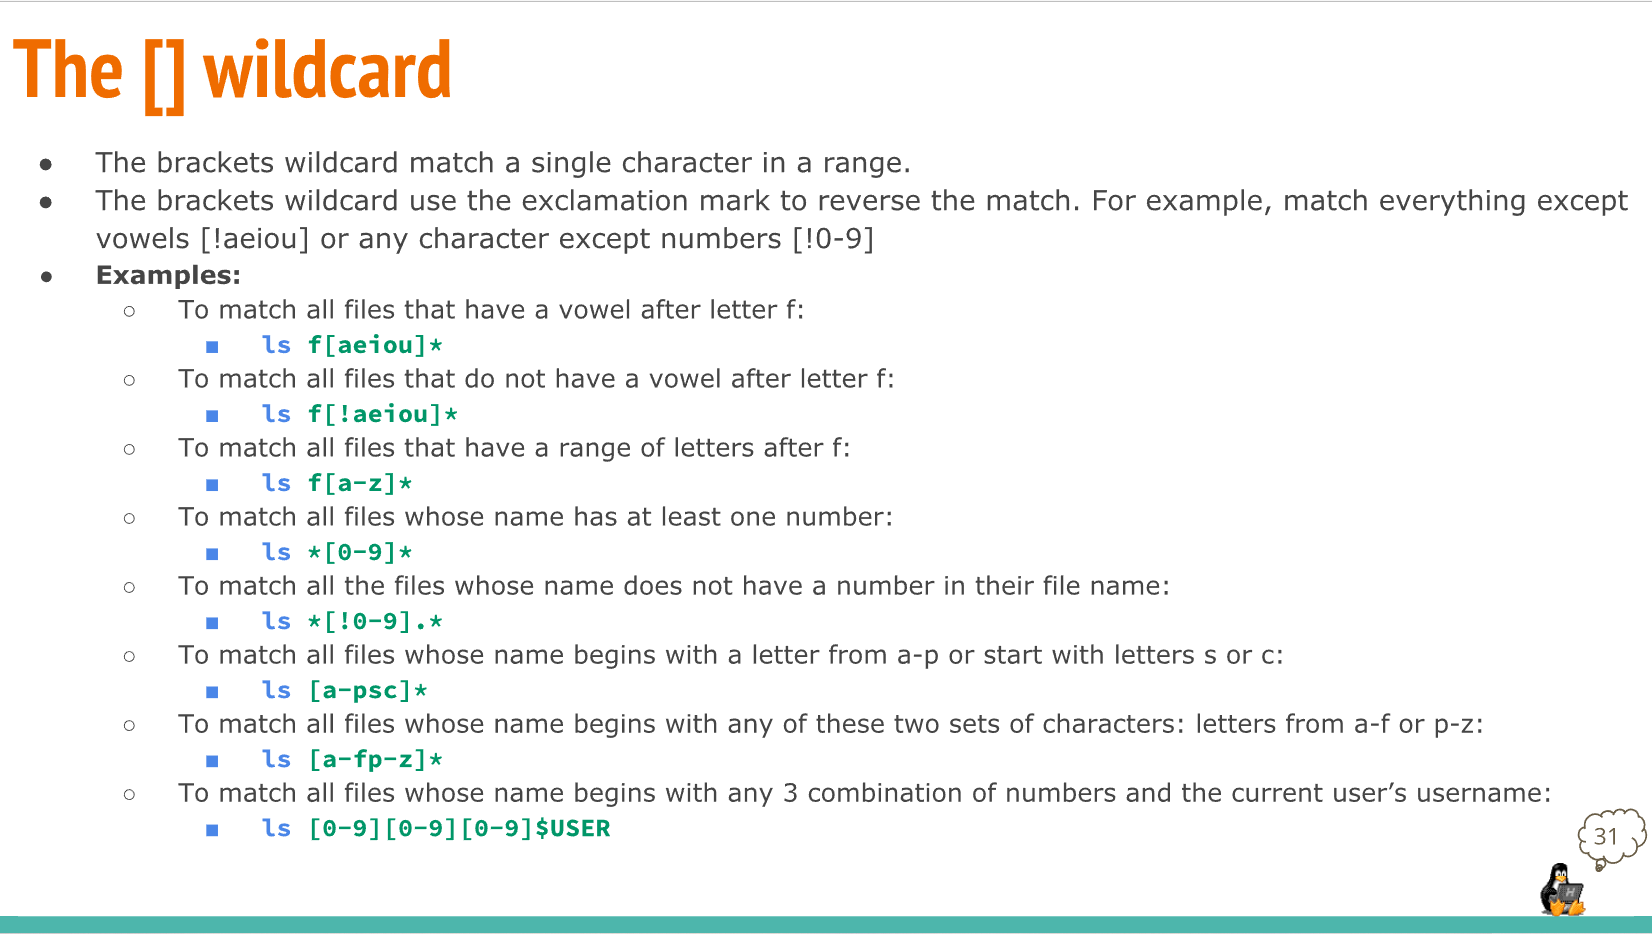 The [] wildcard
● The brackets wildcard match a single character in a range.
● The brackets wildcard use the exclamation mark to reverse the match. For example, match everything except
vowels [!aeiou] or any character except numbers [!0-9]
● Examples:
○ To match all files that have a vowel after letter f:
■ ls f[aeiou]*
○ To match all files that do not have a vowel after letter f:
■ ls f[!aeiou]*
○ To match all files that have a range of letters after f:
■ ls f[a-z]*
○ To match all files whose name has at least one number:
■ ls *[0-9]*
○ To match all the files whose name does not have a number in their file name:
■ ls *[!0-9].*
○ To match all files whose name begins with a letter from a-p or start with letters s or c:
■ ls [a-psc]*
○ To match all files whose name begins with any of these two sets of characters: letters from a-f or p-z:
■ ls [a-fp-z]*
○ To match all files whose name begins with any 3 combination of numbers and the current user’s username:
■ ls [0-9][0-9][0-9]$USER
31